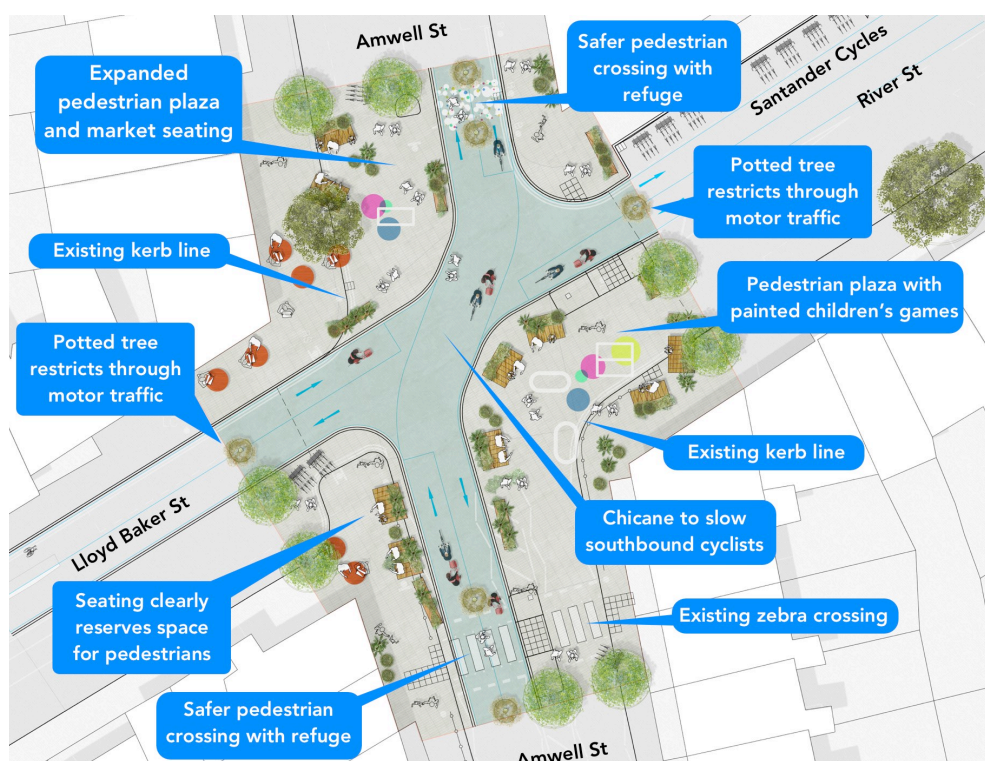 Amwell St
Safer pedestrian
crossing with
refuge
Santander Cycles
River St
Expanded
pedestrian plaza
and market seating
Potted tree
restricts through
motor traffic
Existing kerb line
Pedestrian plaza with
painted children's games
Potted tree
restricts through
motor traffic
Existing kerb line
Lloyd Baker St
Chicane to slow
southbound cyclists
Seating clearly
reserves space
for pedestrians
Existing zebra crossing
Safer pedestrian
crossing with refuge
Amwell St